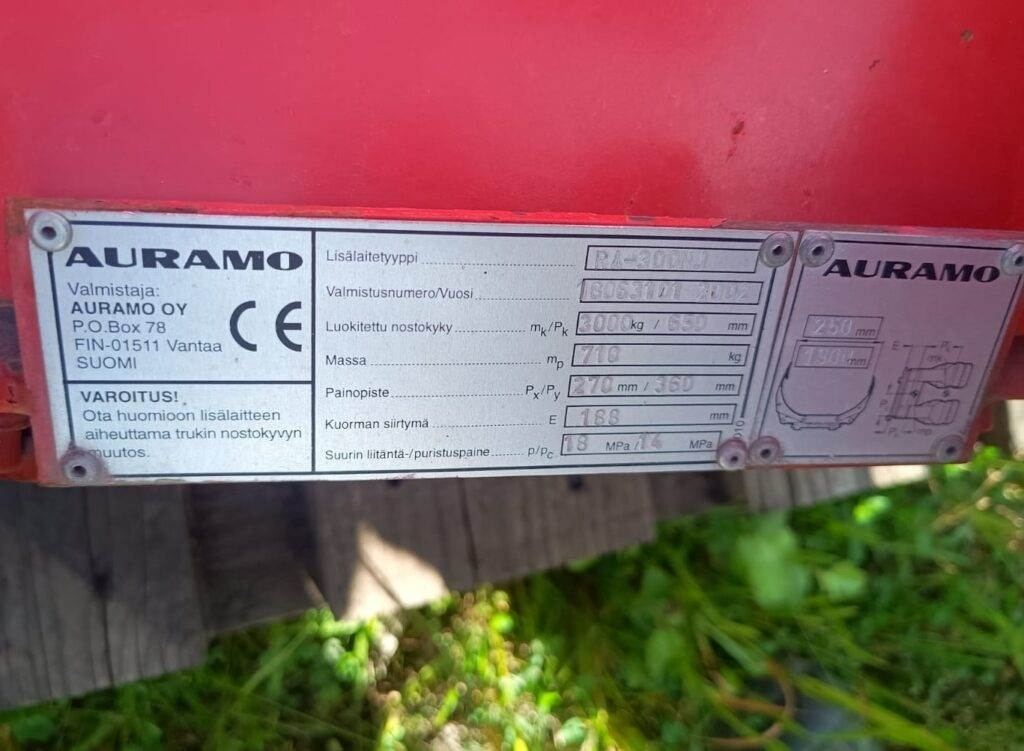 AURAMO
Valmistaja:
AURAMO OY
P.O.Box 78
FIN-01511 Vantaa
SUOMI
CE
VAROITUS!
Ota huomioon lisälaitteen
aiheuttama trukin nostokyvyn
muutos.
Lisälaitetyyppi
Valmistusnumero/Vuosi 2002
Luokitettu nostokyky mk/Pk 3000 kg / 650 mm
Massa mp 710 kg
Painopiste Px/Py 270 mm / 360 mm
Kuorman siirtymä E 188 mm
Suurin liitäntä-/puristuspaine p/pc 18 MPa / 14 MPa
AURAMO
250 mm
mm
E